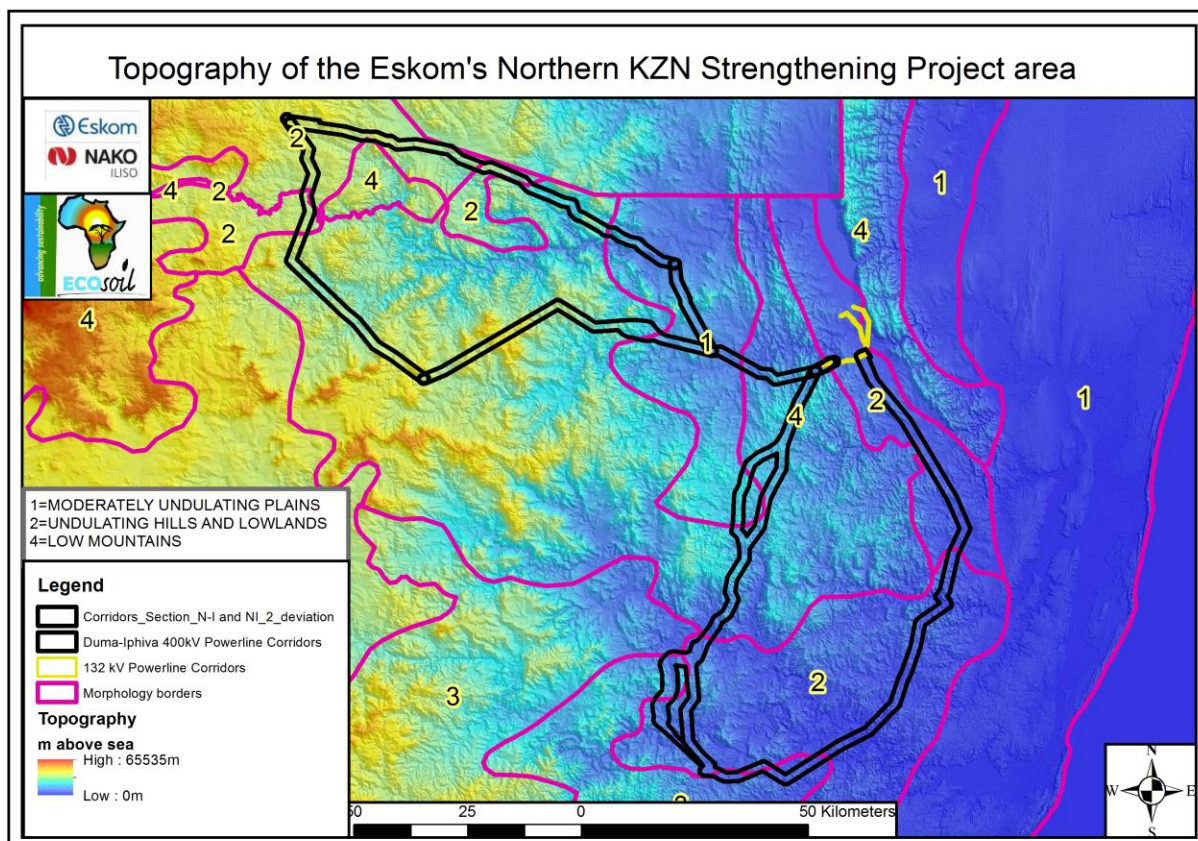 Topography of the Eskom's Northern KZN Strengthening Project area
Eskom
NAKO
ILISO
advancing sustainability
ECOsoil
2
4
2
4
2
2
4
1
4
1
1
2
4
3
2
1=MODERATELY UNDULATING PLAINS
2=UNDULATING HILLS AND LOWLANDS
4=LOW MOUNTAINS
Legend
Corridors_Section_N-I and NI_2_deviation
Duma-Iphiva 400kV Powerline Corridors
132 kV Powerline Corridors
Morphology borders
Topography
m above sea
High : 65535m
Low : 0m
50 25 0 50 Kilometers
N
W E
S